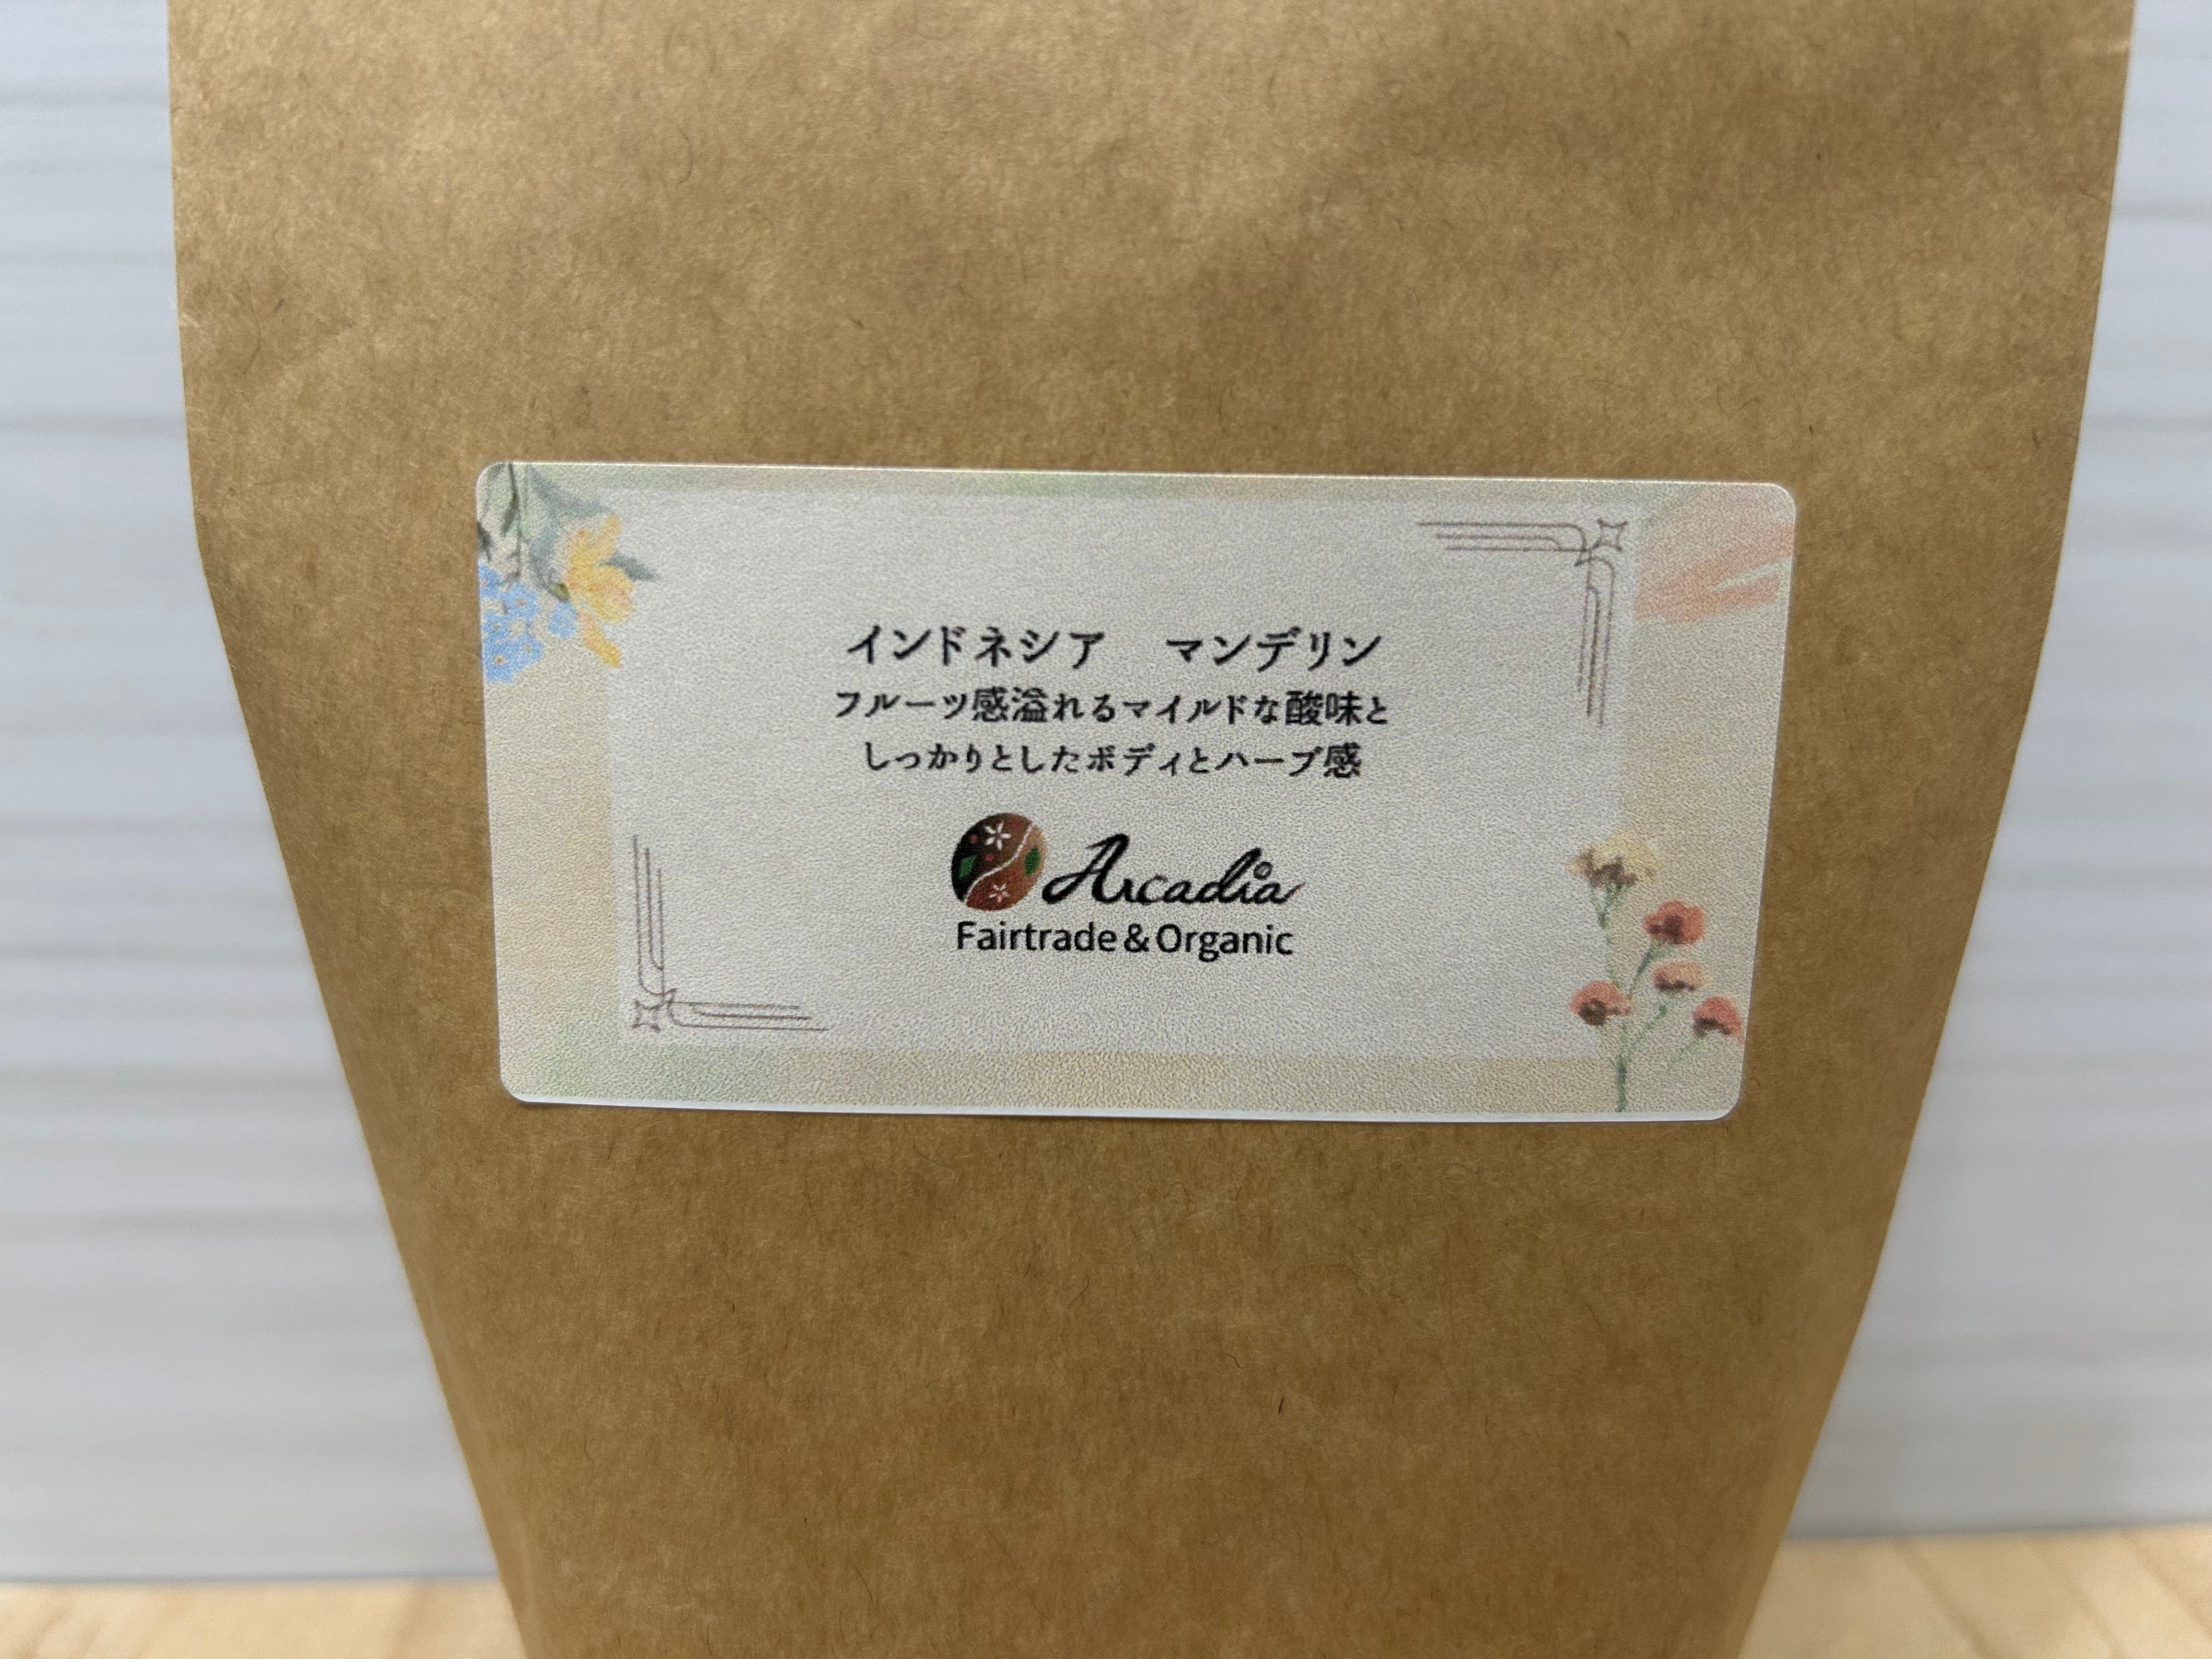 インドネシア　マンデリン
フルーツ感溢れるマイルドな酸味と
しっかりとしたボディとハーブ感
Arcadia
Fairtrade & Organic